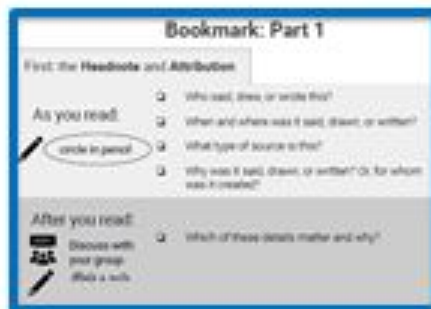 Bookmark: Part 1
First: the Headnote and Attribution
As you read:
circle in pencil
Who said, drew, or wrote this?
When and where was it said, drawn, or written?
What type of source is this?
Why was it said, drawn, or written? Or, for whom
was it created?
After you read:
Discuss with
your group
Which of these details matter and why?